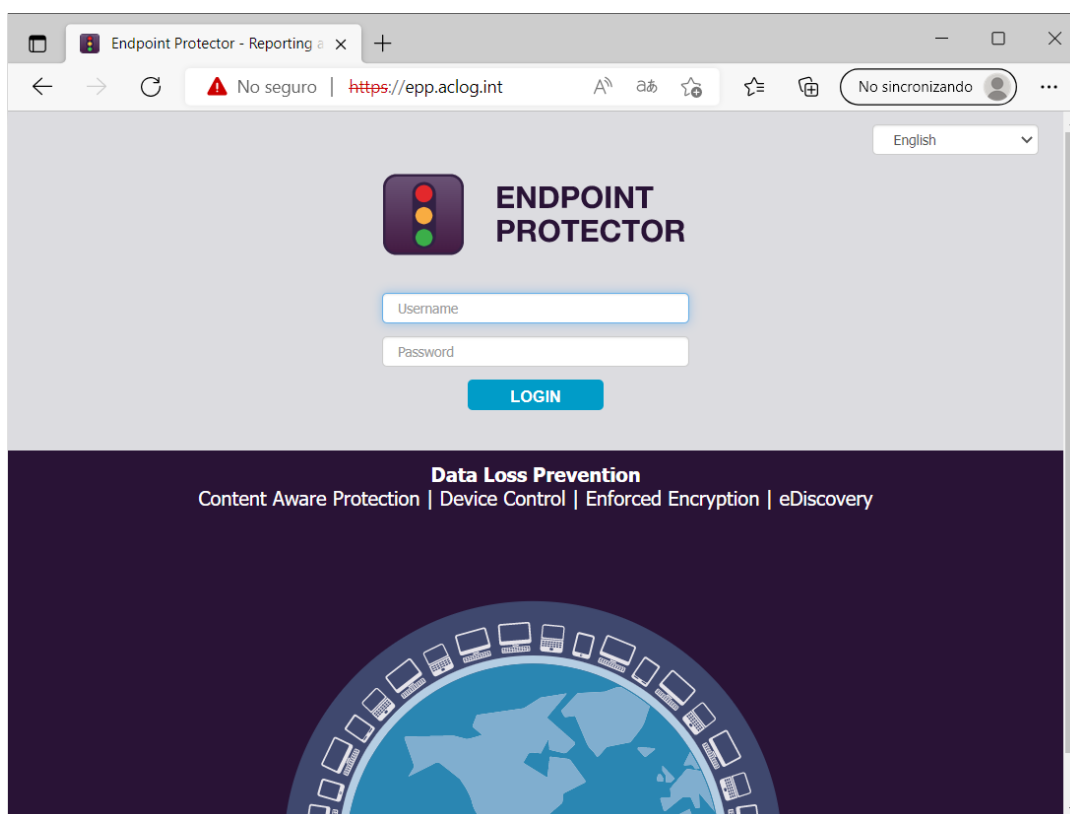 Endpoint Protector - Reporting a
No seguro | https://epp.aclog.int
No sincronizando
English
ENDPOINT
PROTECTOR
Username
Password
LOGIN
Data Loss Prevention
Content Aware Protection | Device Control | Enforced Encryption | eDiscovery